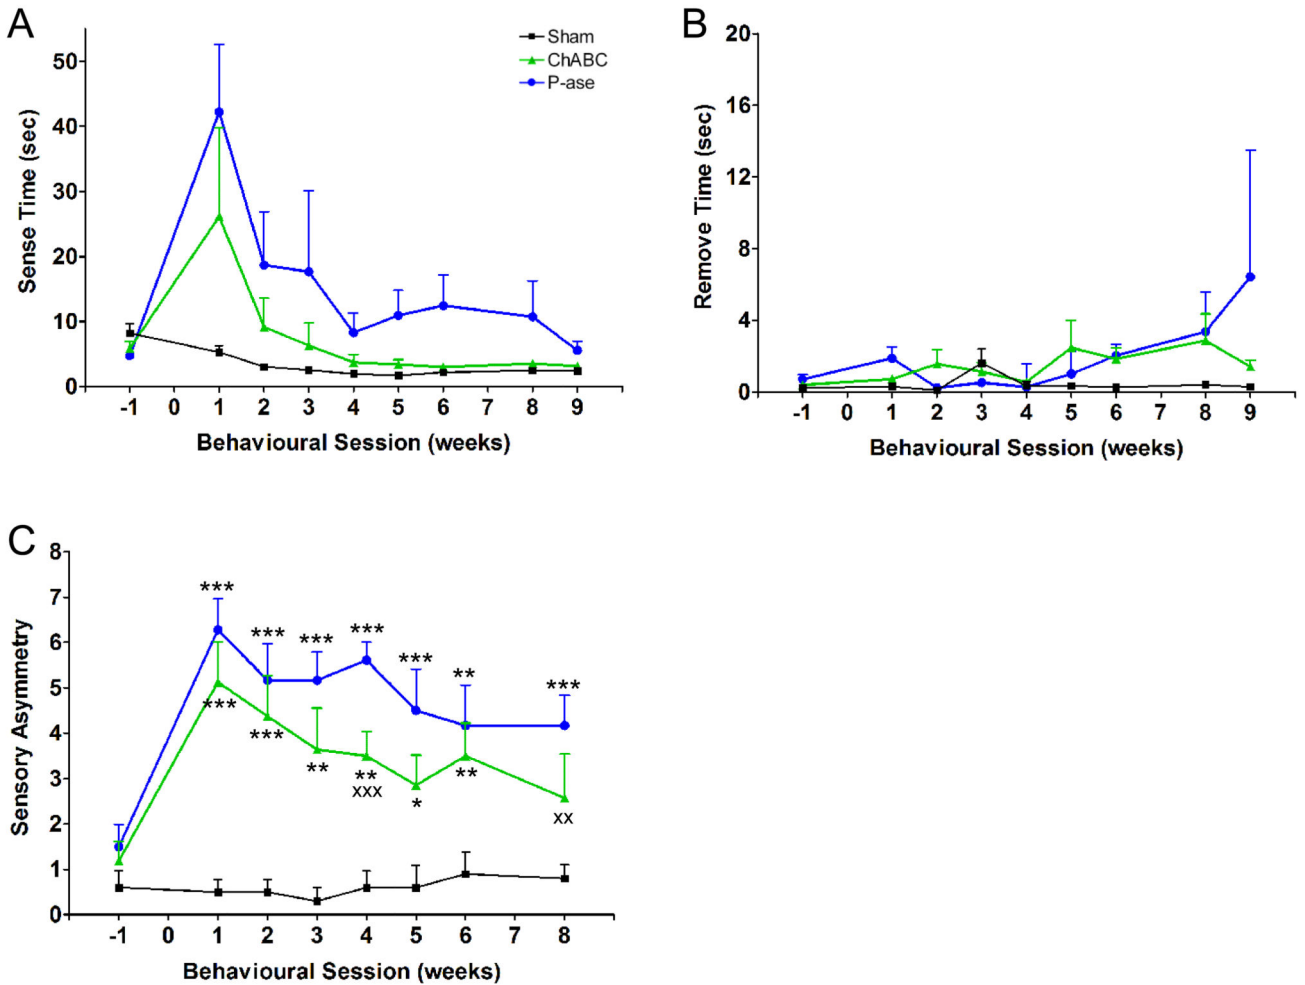 A
Sham
ChABC
P-ase
50
40
30
20
10
0
Sense Time (sec)
-1 0 1 2 3 4 5 6 7 8 9
Behavioural Session (weeks)
B
20
16
12
8
4
0
Remove Time (sec)
-1 0 1 2 3 4 5 6 7 8 9
Behavioural Session (weeks)
C
8
7
6
5
4
3
2
1
0
Sensory Asymmetry
*** *** *** *** *** ** ***
*** *** ** ** * **
xxx xx
-1 0 1 2 3 4 5 6 7 8
Behavioural Session (weeks)